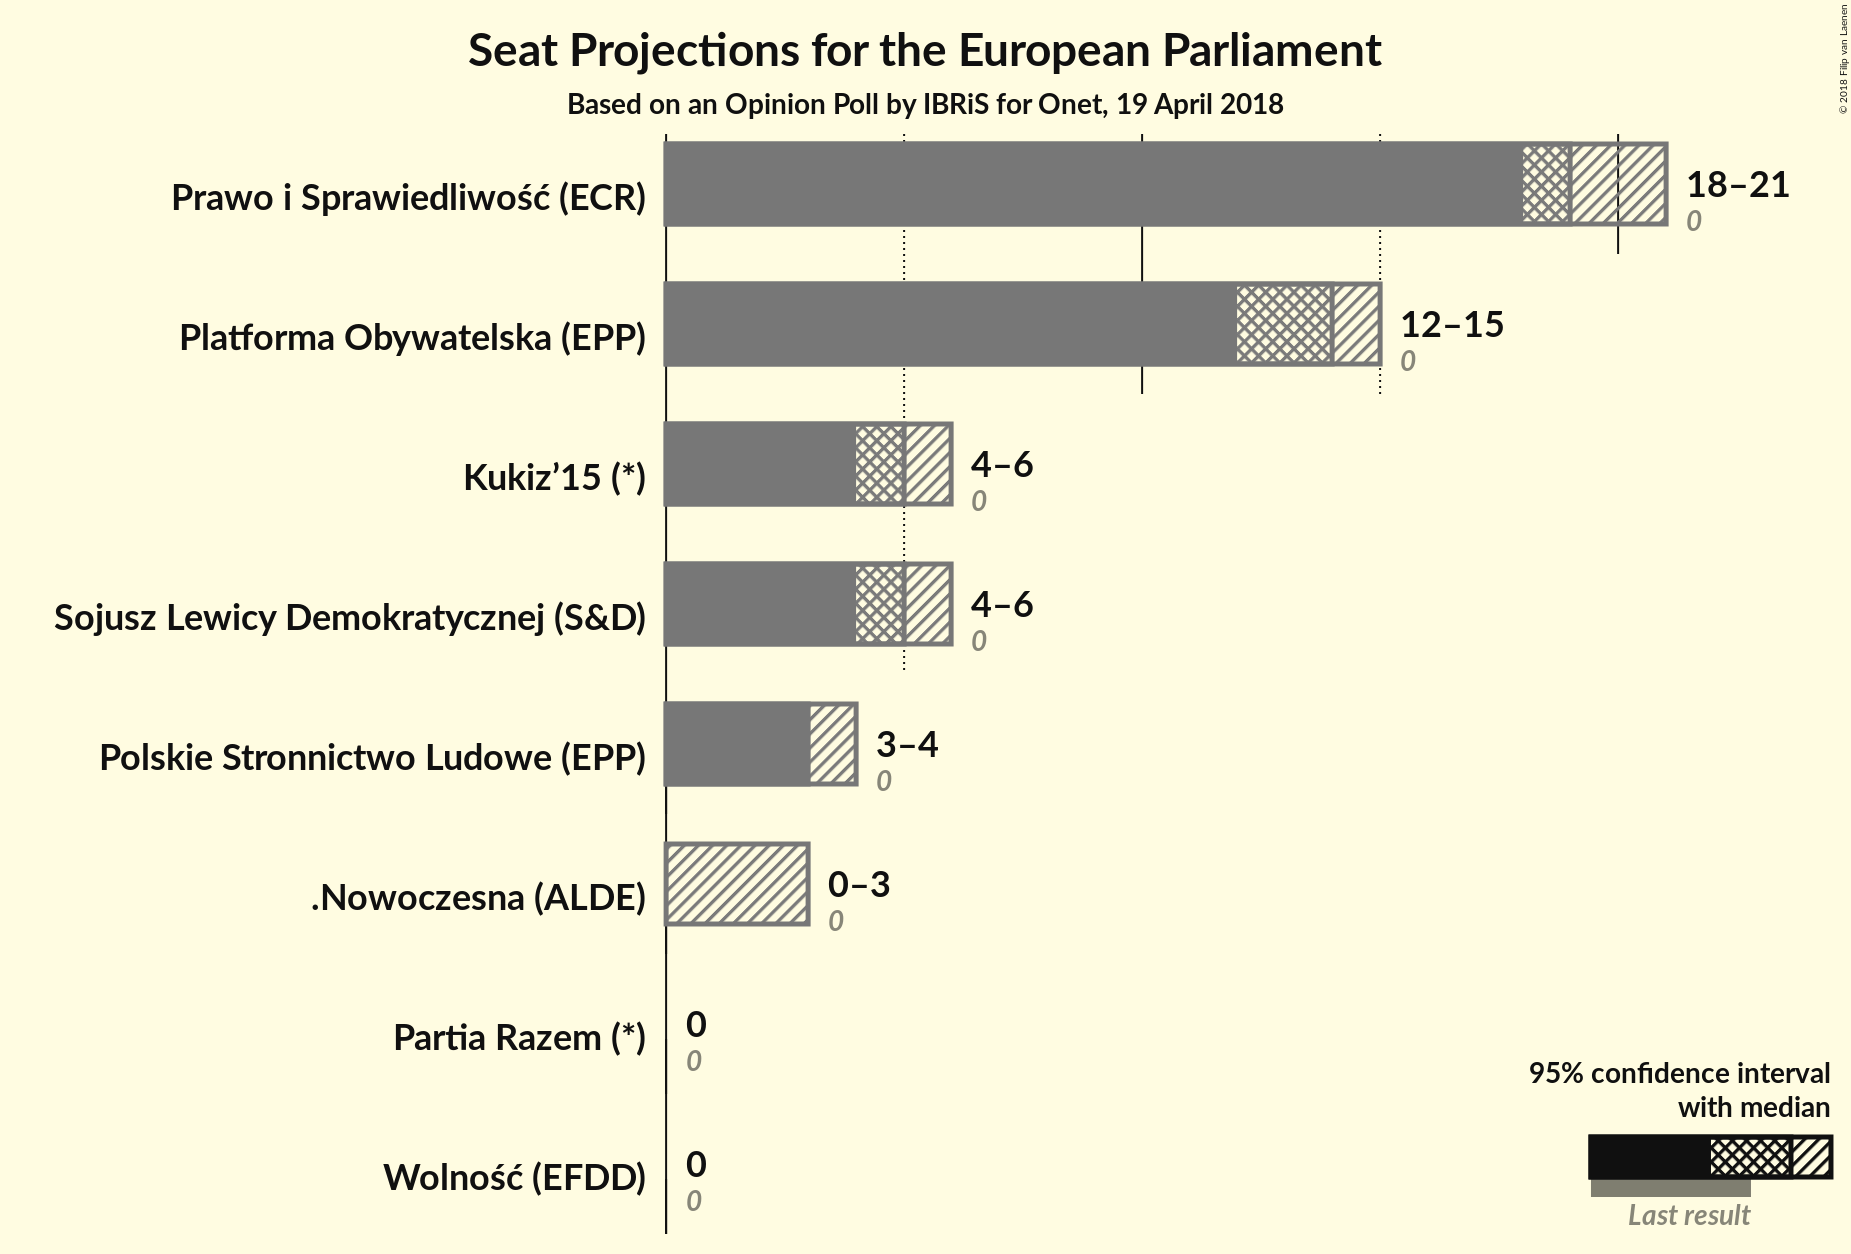 Seat Projections for the European Parliament
Based on an Opinion Poll by IBRiS for Onet, 19 April 2018
© 2018 Filip van Laenen
Prawo i Sprawiedliwość (ECR)
18–21
0
Platforma Obywatelska (EPP)
12–15
0
Kukiz’15 (*)
4–6
0
Sojusz Lewicy Demokratycznej (S&D)
4–6
0
Polskie Stronnictwo Ludowe (EPP)
3–4
0
.Nowoczesna (ALDE)
0–3
0
Partia Razem (*)
0
0
Wolność (EFDD)
0
0
95% confidence interval
with median
Last result